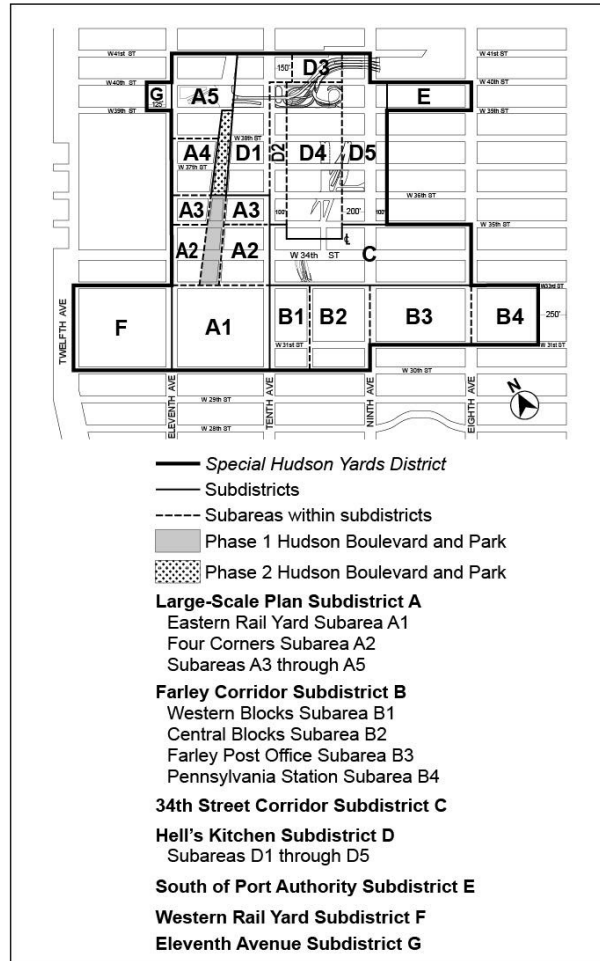 W 41st ST
W 41st ST
150'
D3
W 40th ST
W 40th ST
G
A5
E
W 39th ST
W 39th ST
W 38th ST
A4
D1
D2
D4
D5
W 37th ST
W 36th ST
A3
A3
100'
200'
100'
W 35th ST
A2
A2
W 34th ST
C
W 33rd ST
F
A1
B1
B2
B3
B4
250'
W 31st ST
W 31st ST
W 30th ST
TWELFTH AVE
ELEVENTH AVE
TENTH AVE
NINTH AVE
EIGHTH AVE
N
W 29th ST
W 28th ST
Special Hudson Yards District
Subdistricts
Subareas within subdistricts
Phase 1 Hudson Boulevard and Park
Phase 2 Hudson Boulevard and Park
Large-Scale Plan Subdistrict A
Eastern Rail Yard Subarea A1
Four Corners Subarea A2
Subareas A3 through A5
Farley Corridor Subdistrict B
Western Blocks Subarea B1
Central Blocks Subarea B2
Farley Post Office Subarea B3
Pennsylvania Station Subarea B4
34th Street Corridor Subdistrict C
Hell's Kitchen Subdistrict D
Subareas D1 through D5
South of Port Authority Subdistrict E
Western Rail Yard Subdistrict F
Eleventh Avenue Subdistrict G